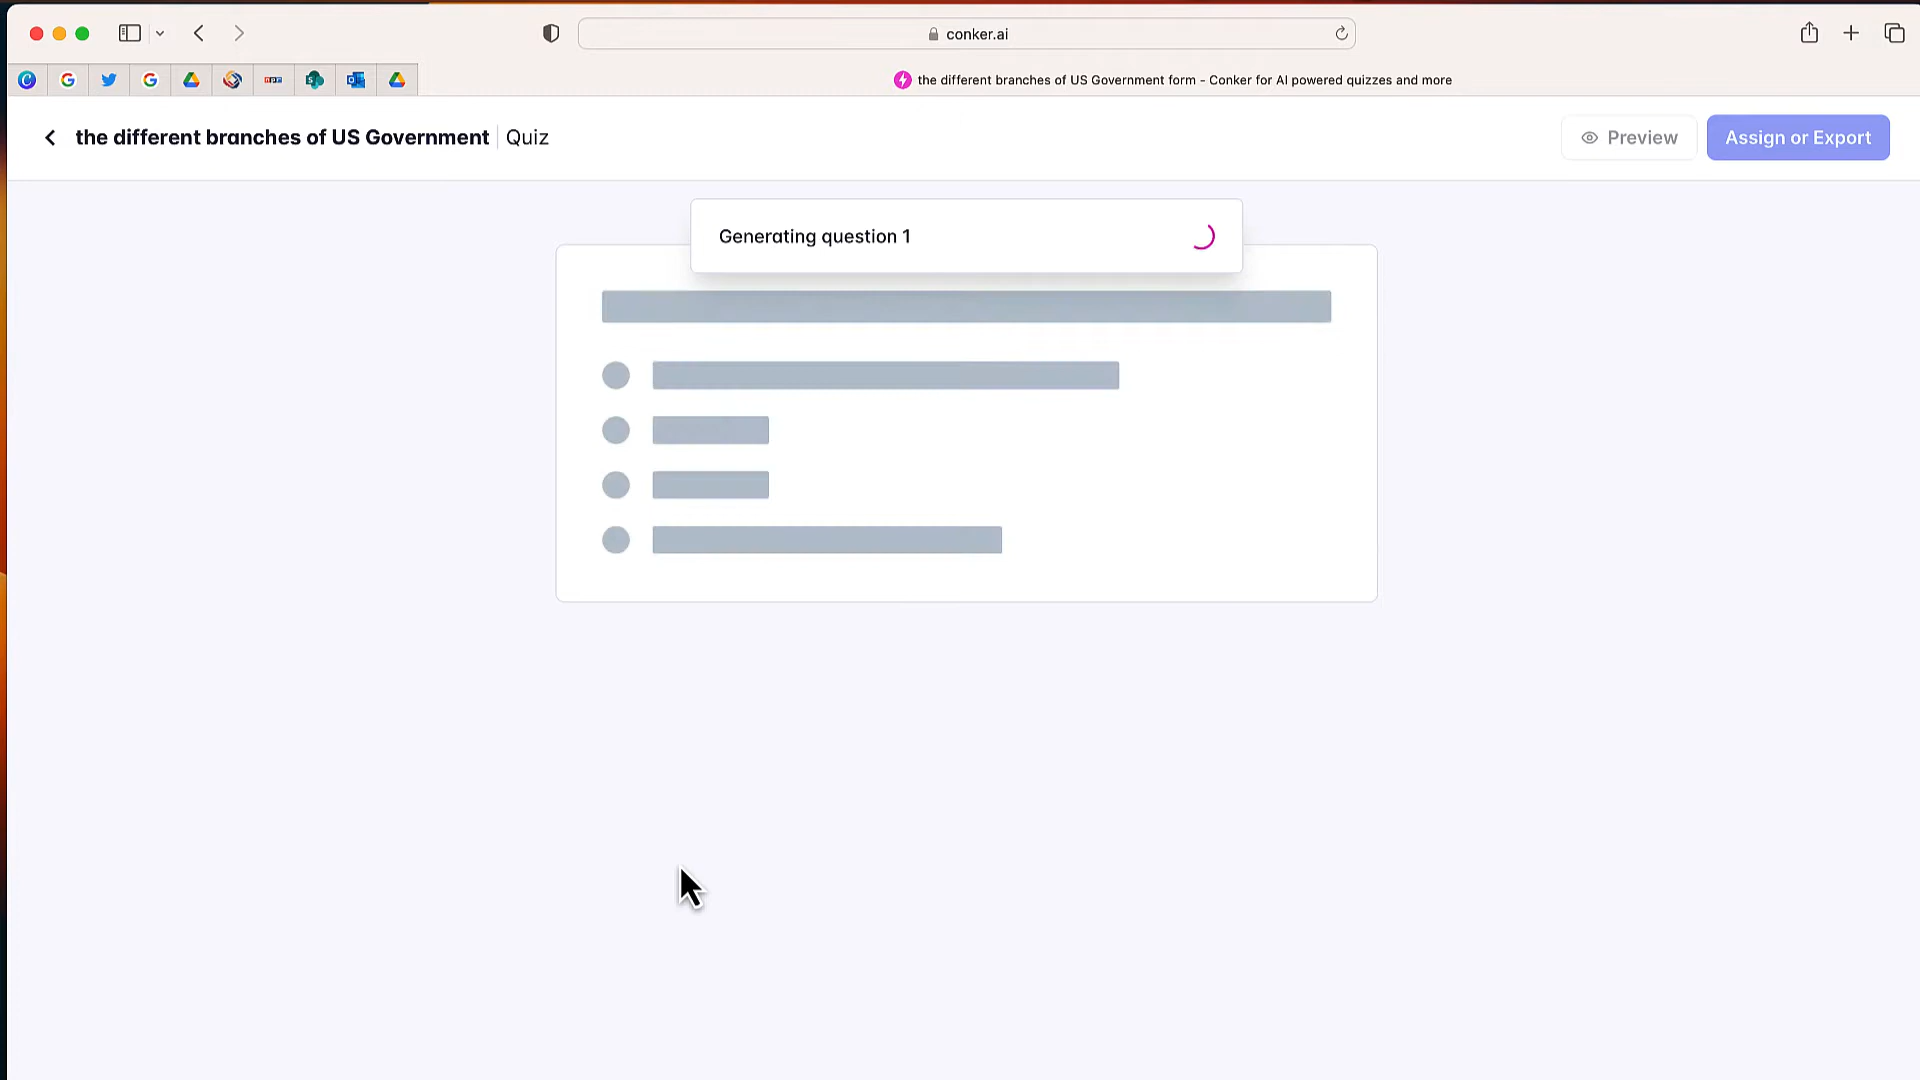 conker.ai
npr
the different branches of US Government form - Conker for AI powered quizzes and more
the different branches of US Government Quiz
Preview
Assign or Export
Generating question 1